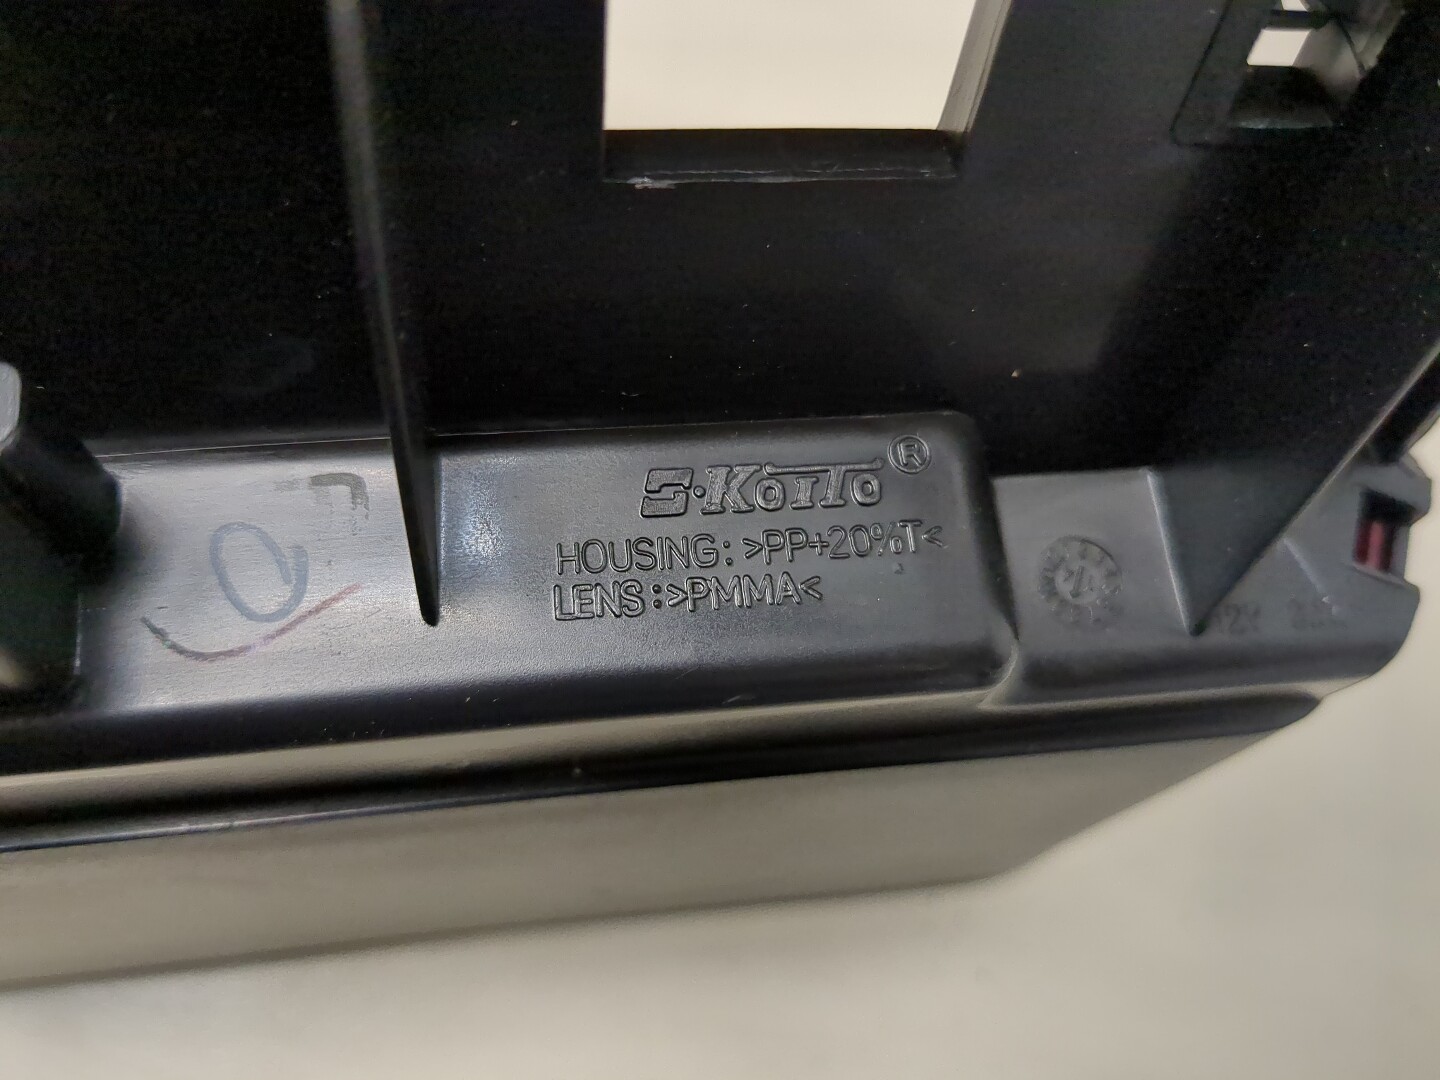 S·KOITO®
HOUSING: >PP+20%T<
LENS:>PMMA<